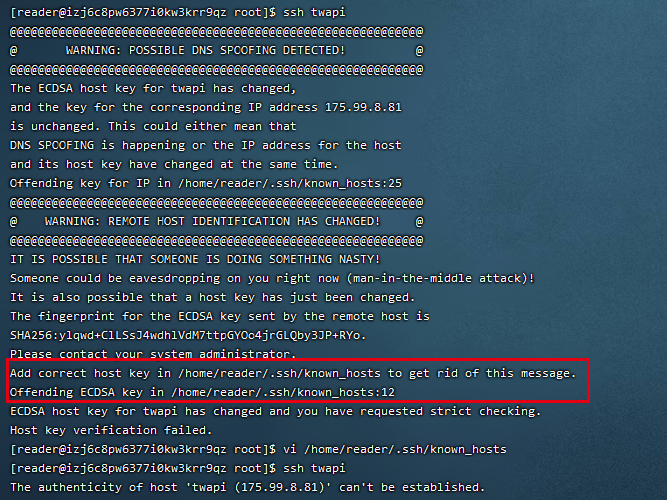 [reader@izj6c8pw6377i0kw3krr9qz root]$ ssh twapi
@@@@@@@@@@@@@@@@@@@@@@@@@@@@@@@@@@@@@@@@@@@@@@@@@@@@@@@@@@@
@       WARNING: POSSIBLE DNS SPOOFING DETECTED!          @
@@@@@@@@@@@@@@@@@@@@@@@@@@@@@@@@@@@@@@@@@@@@@@@@@@@@@@@@@@@
The ECDSA host key for twapi has changed,
and the key for the corresponding IP address 175.99.8.81
is unchanged. This could either mean that
DNS SPOOFING is happening or the IP address for the host
and its host key have changed at the same time.
Offending key for IP in /home/reader/.ssh/known_hosts:25
@@@@@@@@@@@@@@@@@@@@@@@@@@@@@@@@@@@@@@@@@@@@@@@@@@@@@@@@@@@
@    WARNING: REMOTE HOST IDENTIFICATION HAS CHANGED!     @
@@@@@@@@@@@@@@@@@@@@@@@@@@@@@@@@@@@@@@@@@@@@@@@@@@@@@@@@@@@
IT IS POSSIBLE THAT SOMEONE IS DOING SOMETHING NASTY!
Someone could be eavesdropping on you right now (man-in-the-middle attack)!
It is also possible that a host key has just been changed.
The fingerprint for the ECDSA key sent by the remote host is
SHA256:ylqwd+ClLSsJ4wdhlVdM7ttpGYOo4jrGLQby3JP+RYo.
Please contact your system administrator.
Add correct host key in /home/reader/.ssh/known_hosts to get rid of this message.
Offending ECDSA key in /home/reader/.ssh/known_hosts:12
ECDSA host key for twapi has changed and you have requested strict checking.
Host key verification failed.
[reader@izj6c8pw6377i0kw3krr9qz root]$ vi /home/reader/.ssh/known_hosts
[reader@izj6c8pw6377i0kw3krr9qz root]$ ssh twapi
The authenticity of host 'twapi (175.99.8.81)' can't be established.